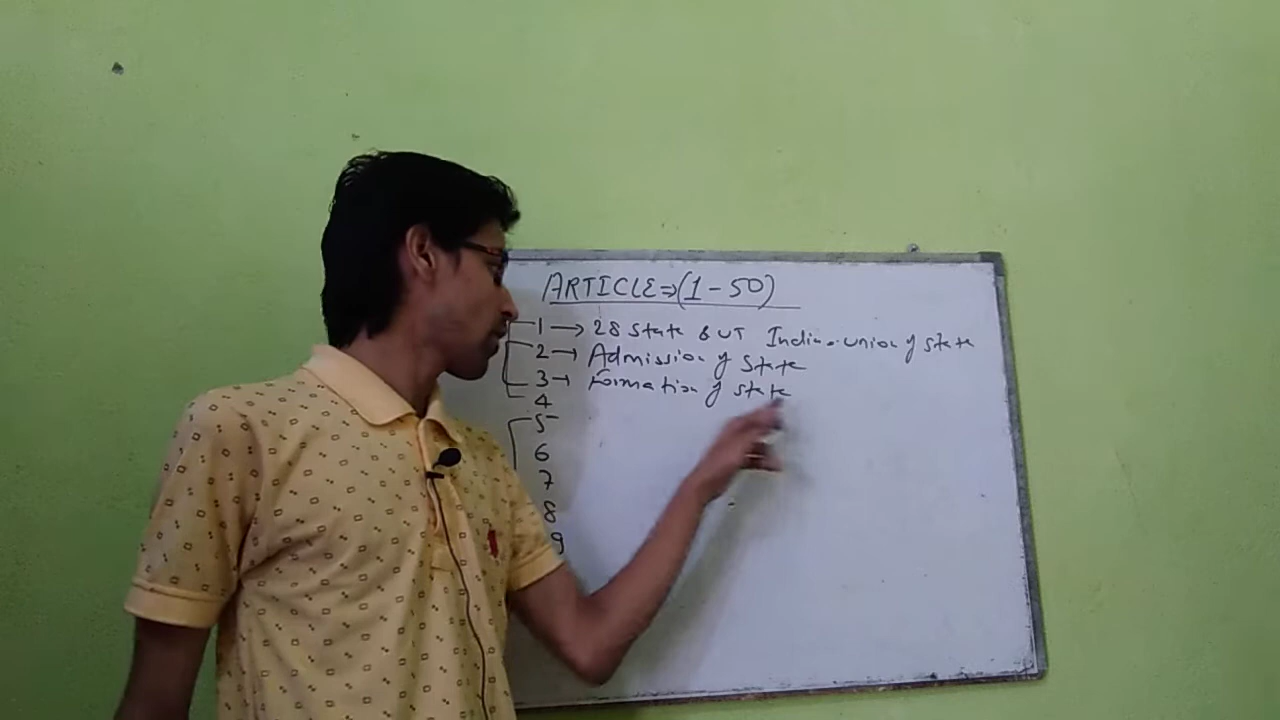 ARTICLE⇒(1-50)
1 → 28 State & UT India.union of state
2 → Admission of state
3 → Formation of state
4
5
6
7
8
9